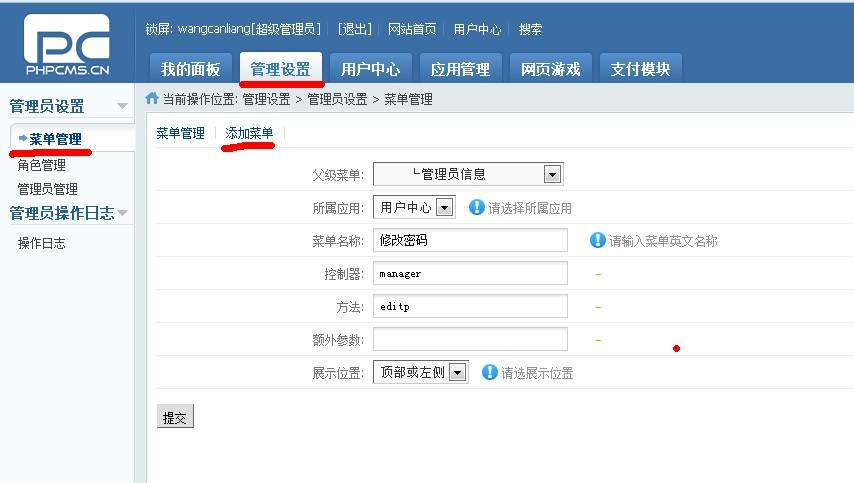 锁屏: wangcanliang[超级管理员] [退出] 网站首页 用户中心 搜索
PC
PHPCMS.CN
我的面板 管理设置 用户中心 应用管理 网页游戏 支付模块
当前操作位置: 管理设置 > 管理员设置 > 菜单管理
管理员设置
菜单管理
角色管理
管理员管理
管理员操作日志
操作日志
菜单管理 添加菜单
父级菜单: └管理员信息
所属应用: 用户中心 请选择所属应用
菜单名称: 修改密码 请输入菜单英文名称
控制器: manager
方法: editp
额外参数:
展示位置: 顶部或左侧 请选展示位置
提交